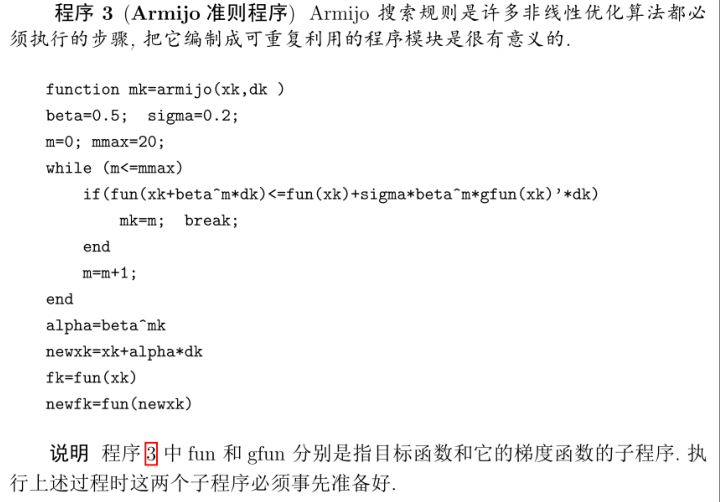 程序 3 (Armijo 准则程序) Armijo 搜索规则是许多非线性优化算法都必
须执行的步骤, 把它编制成可重复利用的程序模块是很有意义的.
function mk=armijo(xk,dk )
beta=0.5; sigma=0.2;
m=0; mmax=20;
while (m<=mmax)
if(fun(xk+beta^m*dk)<=fun(xk)+sigma*beta^m*gfun(xk)'*dk)
mk=m; break;
end
m=m+1;
end
alpha=beta^mk
newxk=xk+alpha*dk
fk=fun(xk)
newfk=fun(newxk)
说明 程序 3 中 fun 和 gfun 分别是指目标函数和它的梯度函数的子程序. 执
行上述过程时这两个子程序必须事先准备好.